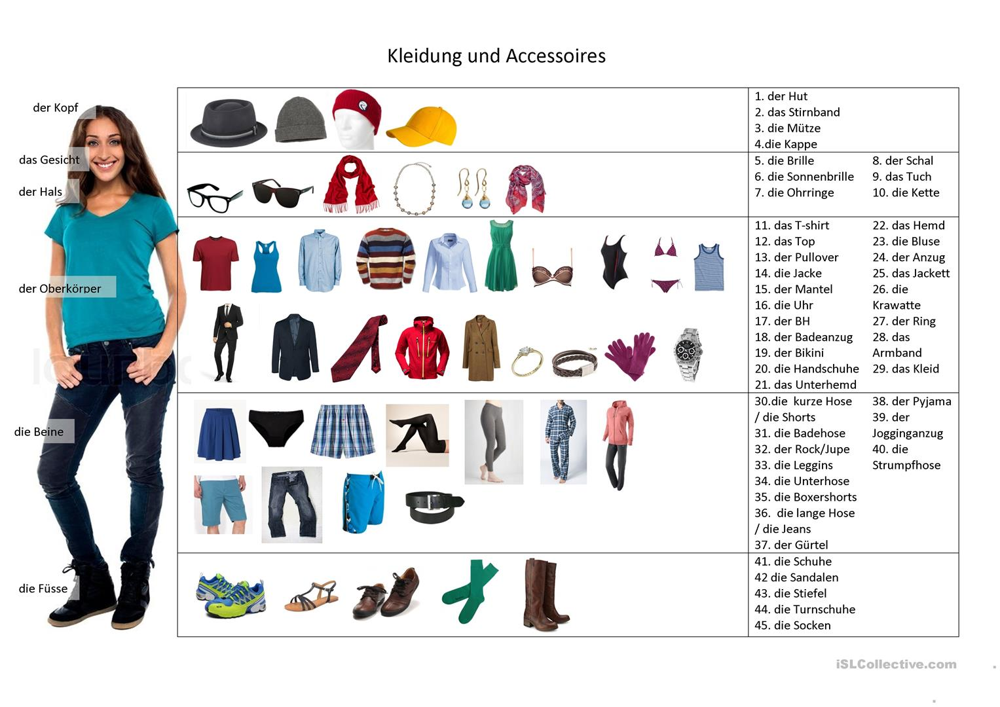 Kleidung und Accessoires
der Kopf
das Gesicht
der Hals
der Oberkörper
die Beine
die Füsse
1. der Hut
2. das Stirnband
3. die Mütze
4.die Kappe
5. die Brille
6. die Sonnenbrille
7. die Ohrringe
8. der Schal
9. das Tuch
10. die Kette
11. das T-shirt
12. das Top
13. der Pullover
14. die Jacke
15. der Mantel
16. die Uhr
17. der BH
18. der Badeanzug
19. der Bikini
20. die Handschuhe
21. das Unterhemd
22. das Hemd
23. die Bluse
24. der Anzug
25. das Jackett
26. die
Krawatte
27. der Ring
28. das
Armband
29. das Kleid
30.die kurze Hose
/ die Shorts
31. die Badehose
32. der Rock/Jupe
33. die Leggins
34. die Unterhose
35. die Boxershorts
36. die lange Hose
/ die Jeans
37. der Gürtel
38. der Pyjama
39. der
Jogginganzug
40. die
Strumpfhose
41. die Schuhe
42 die Sandalen
43. die Stiefel
44. die Turnschuhe
45. die Socken
iSLCollective.com